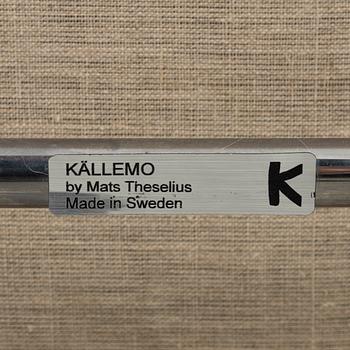 KÄLLEMO
by Mats Theselius
Made in Sweden
K